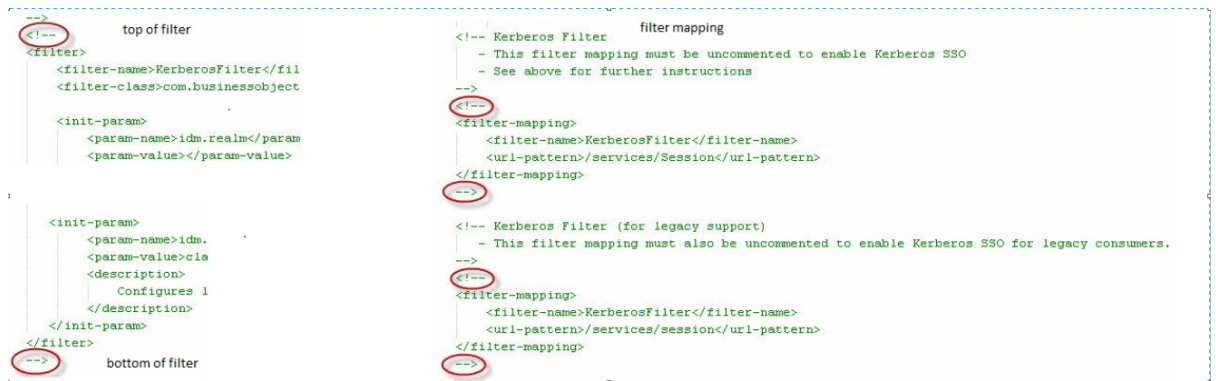 top of filter
-->
<!--
<filter>
<filter-name>KerberosFilter</fil
<filter-class>com.businessobject
<init-param>
<param-name>idm.realm</param
<param-value></param-value>
<init-param>
<param-name>idm.
<param-value>cla
<description>
Configures l
</description>
</init-param>
</filter>
-->
bottom of filter
filter mapping
<!-- Kerberos Filter
- This filter mapping must be uncommented to enable Kerberos SSO
- See above for further instructions
-->
<!--
<filter-mapping>
<filter-name>KerberosFilter</filter-name>
<url-pattern>/services/Session</url-pattern>
</filter-mapping>
-->
<!-- Kerberos Filter (for legacy support)
- This filter mapping must also be uncommented to enable Kerberos SSO for legacy consumers.
-->
<!--
<filter-mapping>
<filter-name>KerberosFilter</filter-name>
<url-pattern>/services/session</url-pattern>
</filter-mapping>
-->